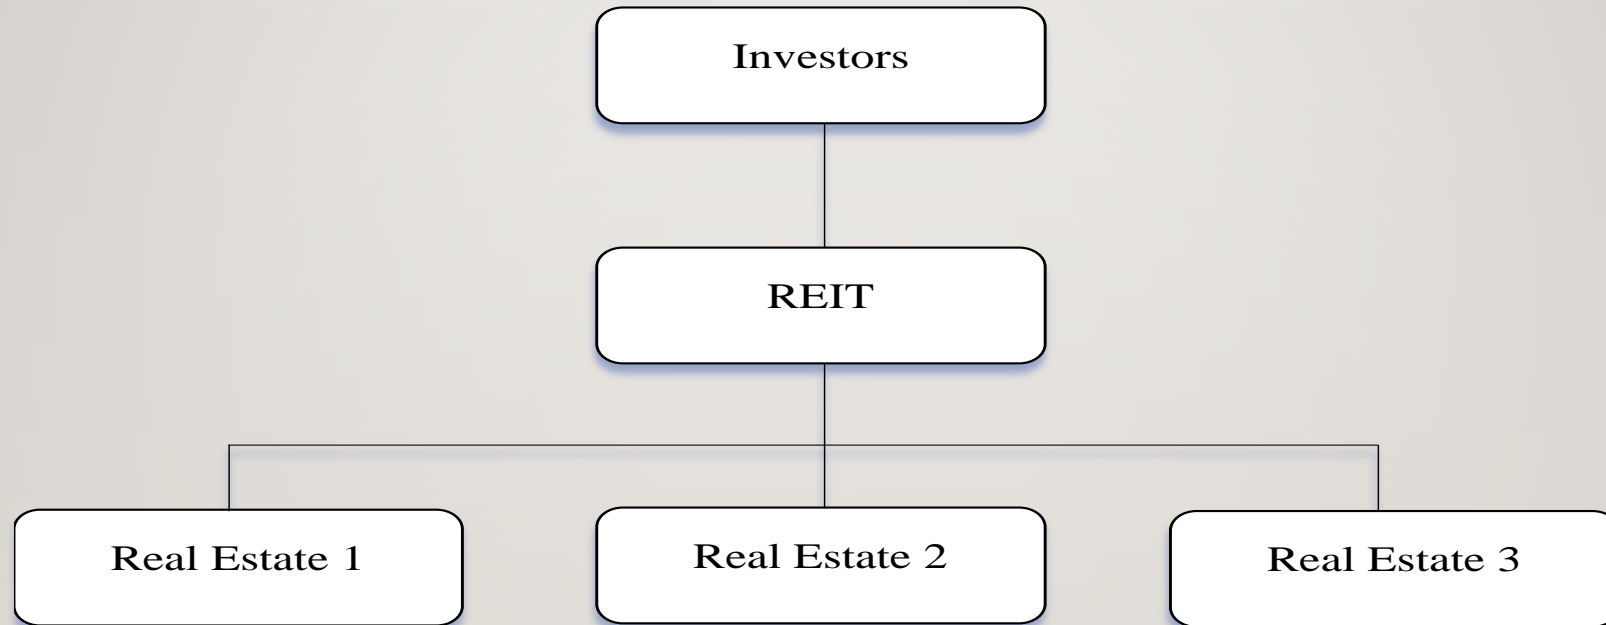 Investors
REIT
Real Estate 1
Real Estate 2
Real Estate 3